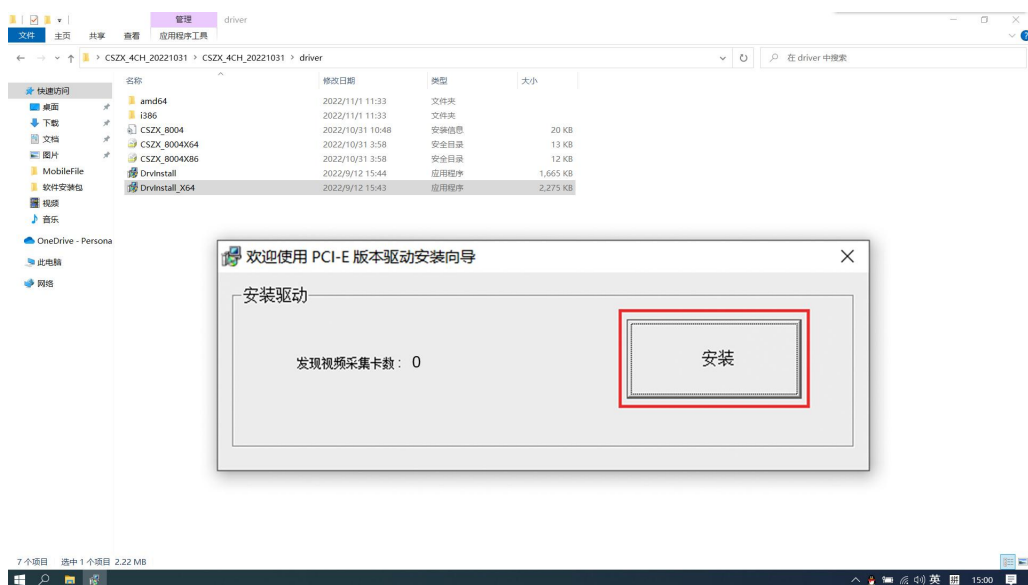 管理
driver
文件
主页
共享
查看
应用程序工具
CSZX_4CH_20221031 > CSZX_4CH_20221031 > driver
在 driver 中搜索
名称
修改日期
类型
大小
快速访问
桌面
下载
文档
图片
MobileFile
软件安装包
视频
音乐
OneDrive - Persona
此电脑
网络
amd64 2022/11/1 11:33 文件夹
i386 2022/11/1 11:33 文件夹
CSZX_8004 2022/10/31 10:48 安装信息 20 KB
CSZX_8004X64 2022/10/31 3:58 安全目录 13 KB
CSZX_8004X86 2022/10/31 3:58 安全目录 12 KB
DrvInstall 2022/9/12 15:44 应用程序 1,665 KB
DrvInstall_X64 2022/9/12 15:43 应用程序 2,275 KB
欢迎使用 PCI-E 版本驱动安装向导
安装驱动
发现视频采集卡数: 0
安装
7 个项目 选中 1 个项目 2.22 MB
英
拼
15:00